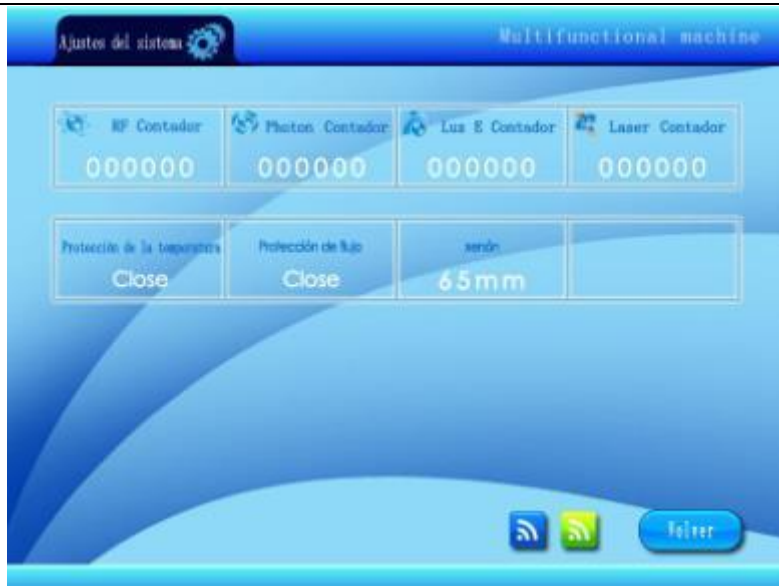 Ajustes del sistema
Multifunctional machine
RF Contador
Photon Contador
Luz E Contador
Laser Contador
000000
000000
000000
000000
Protección de la temperatura
Protección de flujo
xenón
Close
Close
65mm
Volver